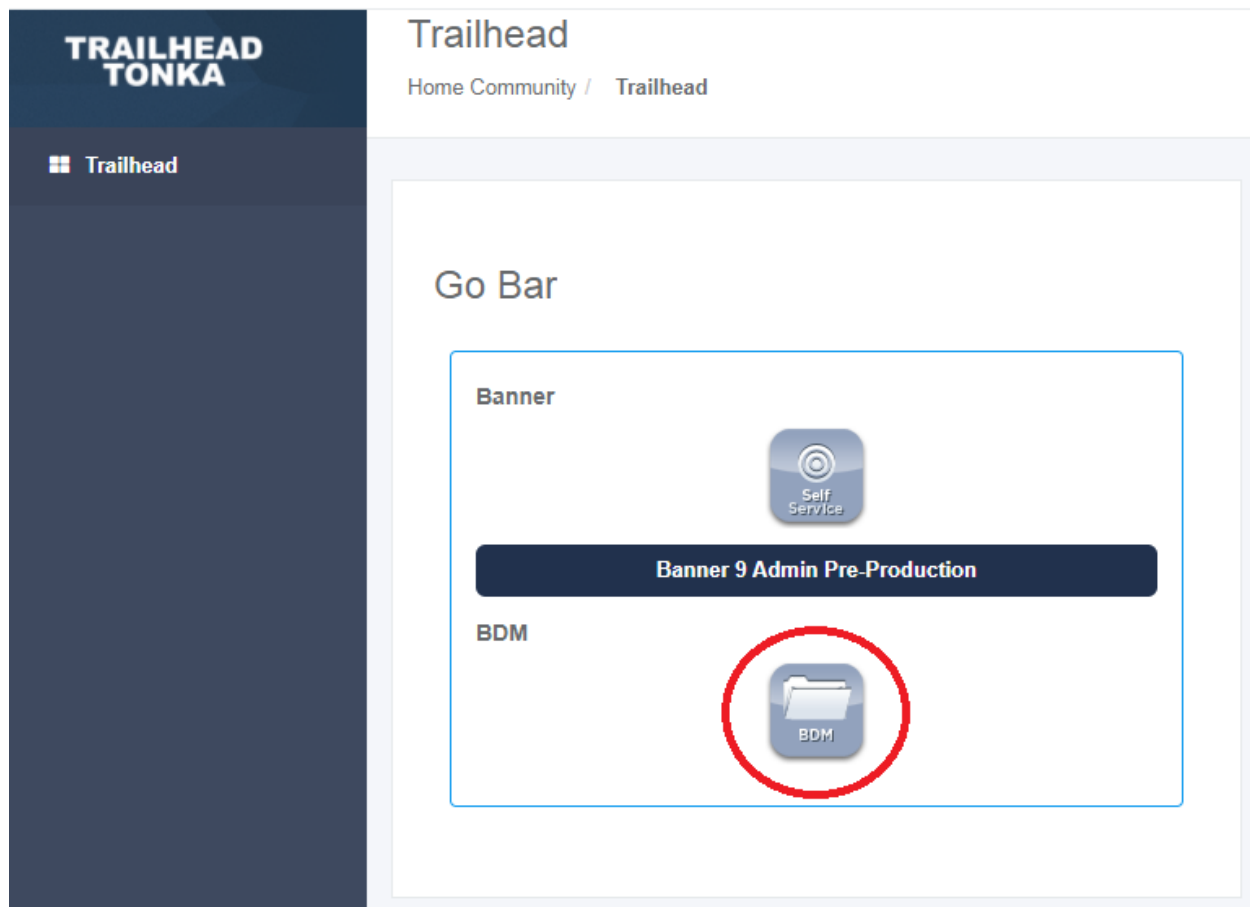 TRAILHEAD
TONKA
Trailhead
Trailhead
Home Community / Trailhead
Go Bar
Banner
Self
Service
Banner 9 Admin Pre-Production
BDM
BDM